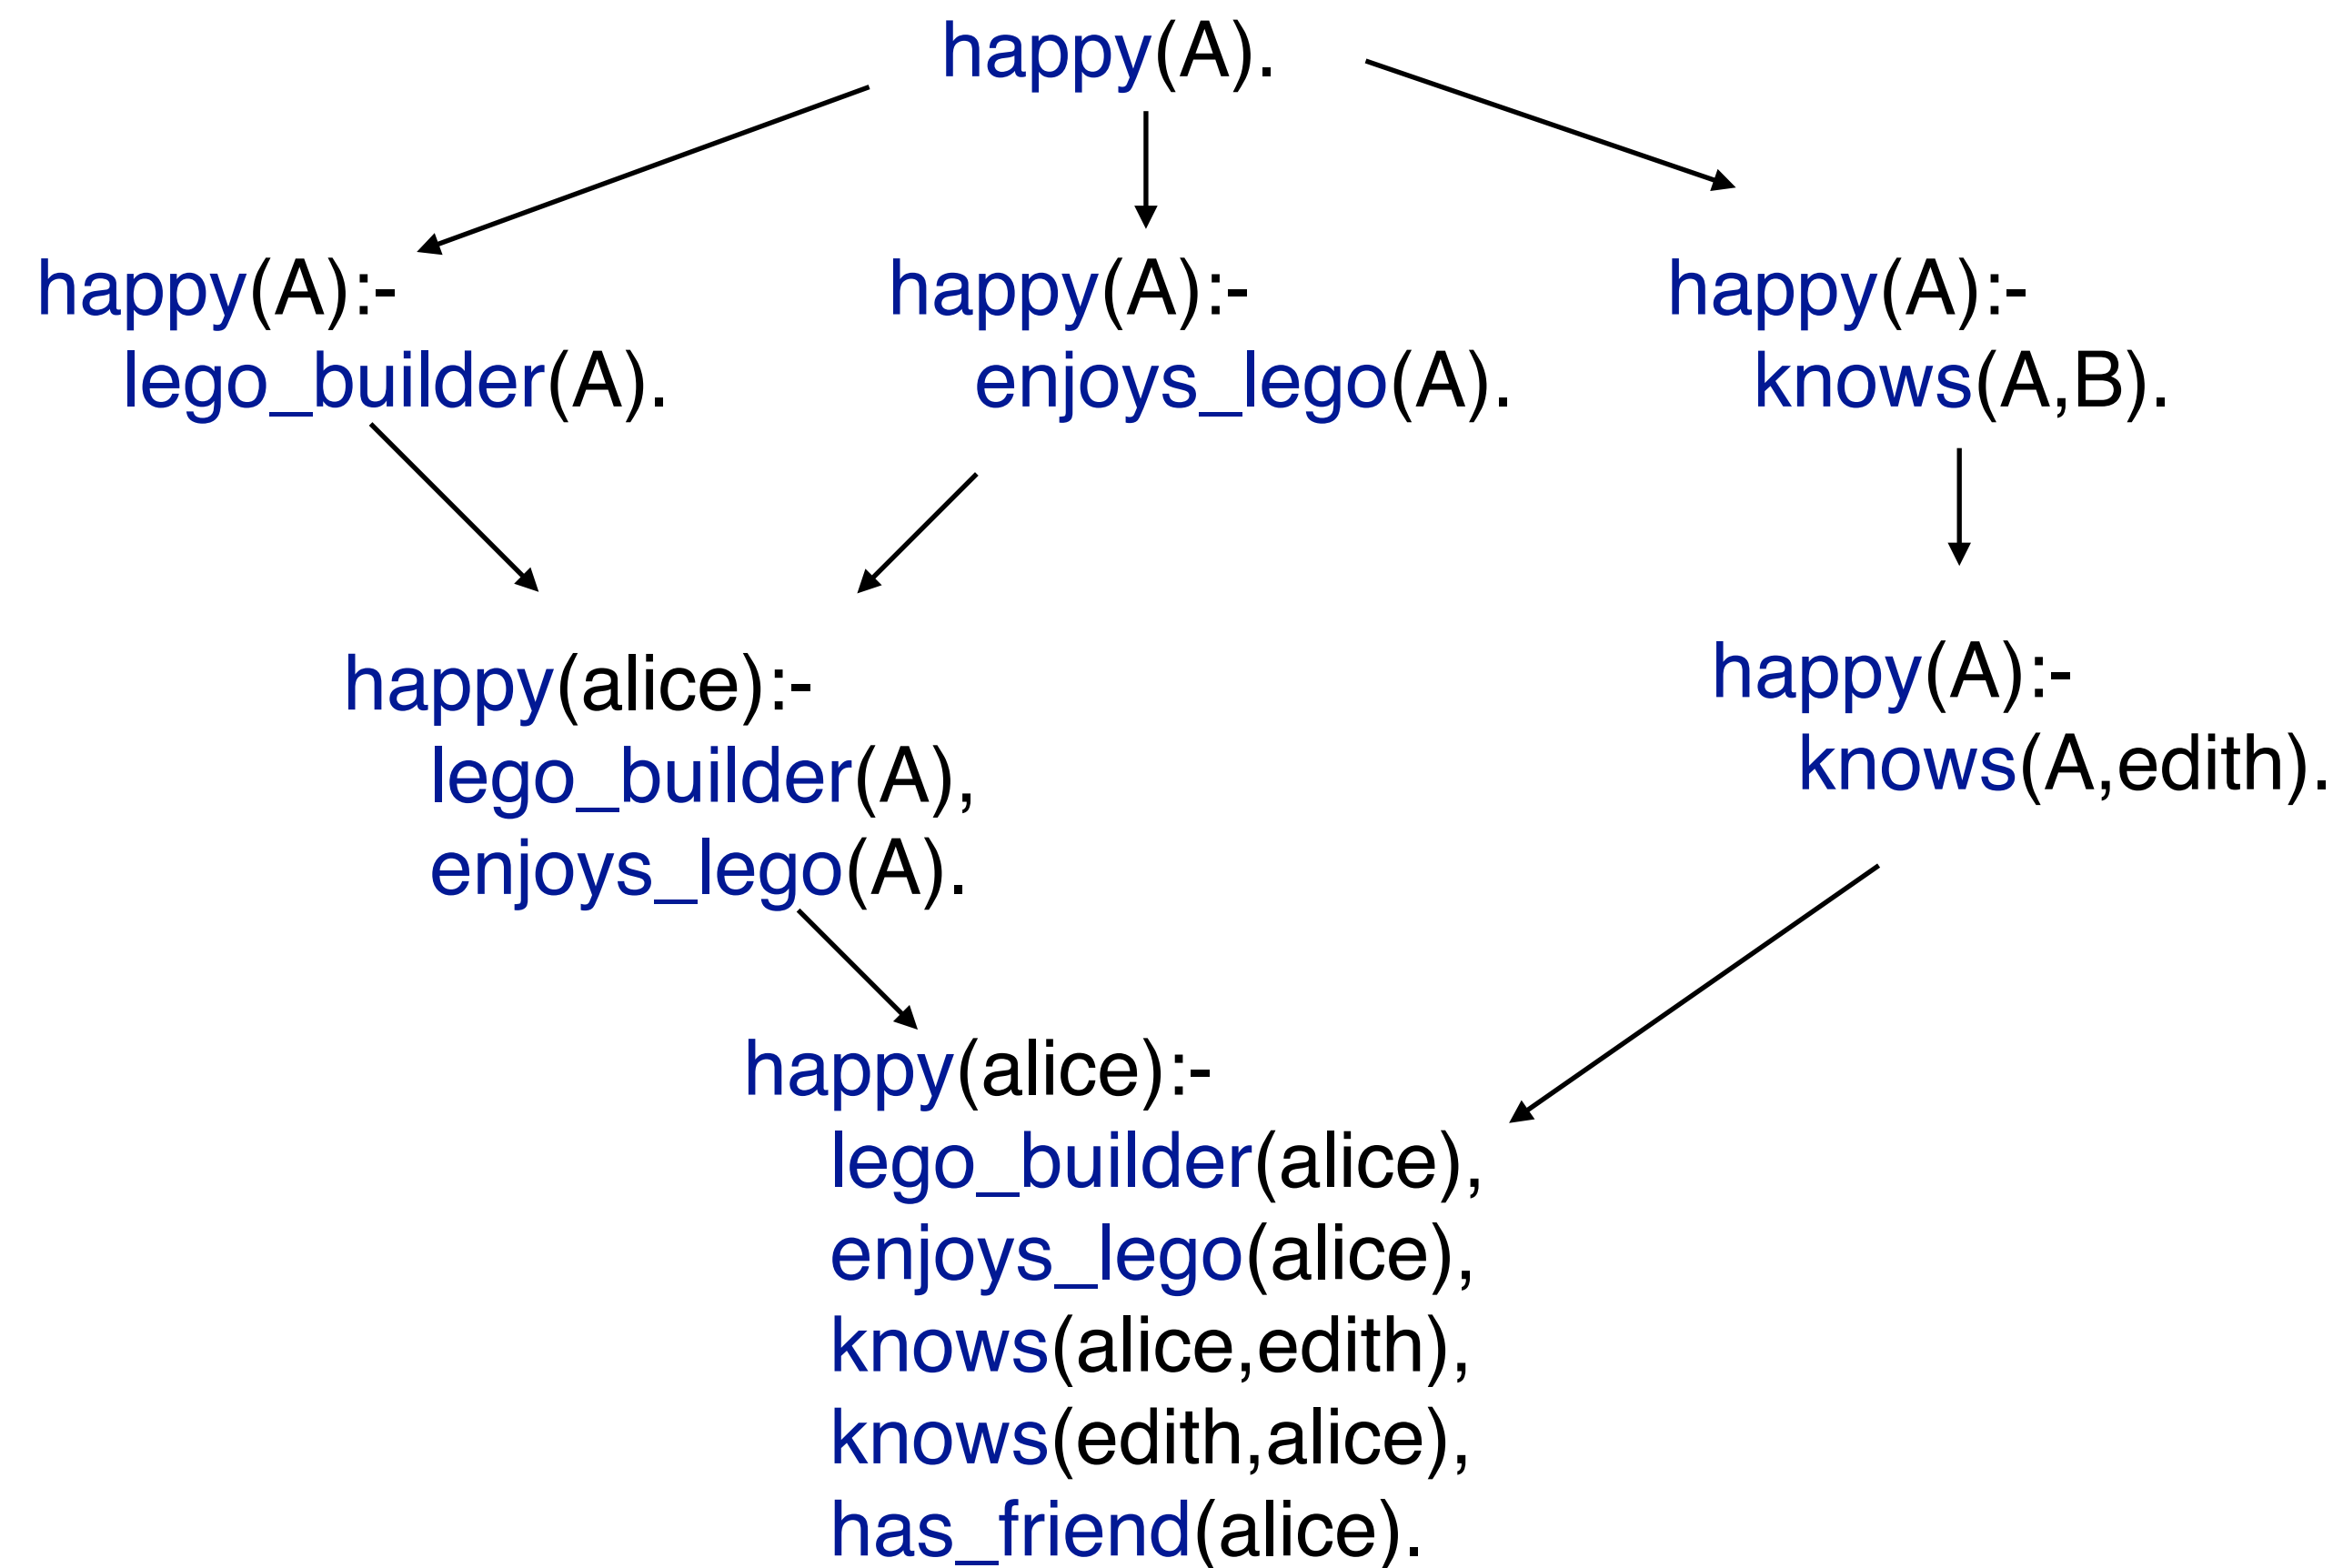 happy(A).
happy(A):-
lego_builder(A).
happy(A):-
enjoys_lego(A).
happy(A):-
knows(A,B).
happy(alice):-
lego_builder(A),
enjoys_lego(A).
happy(A):-
knows(A,edith).
happy(alice):-
lego_builder(alice),
enjoys_lego(alice),
knows(alice,edith),
knows(edith,alice),
has_friend(alice).